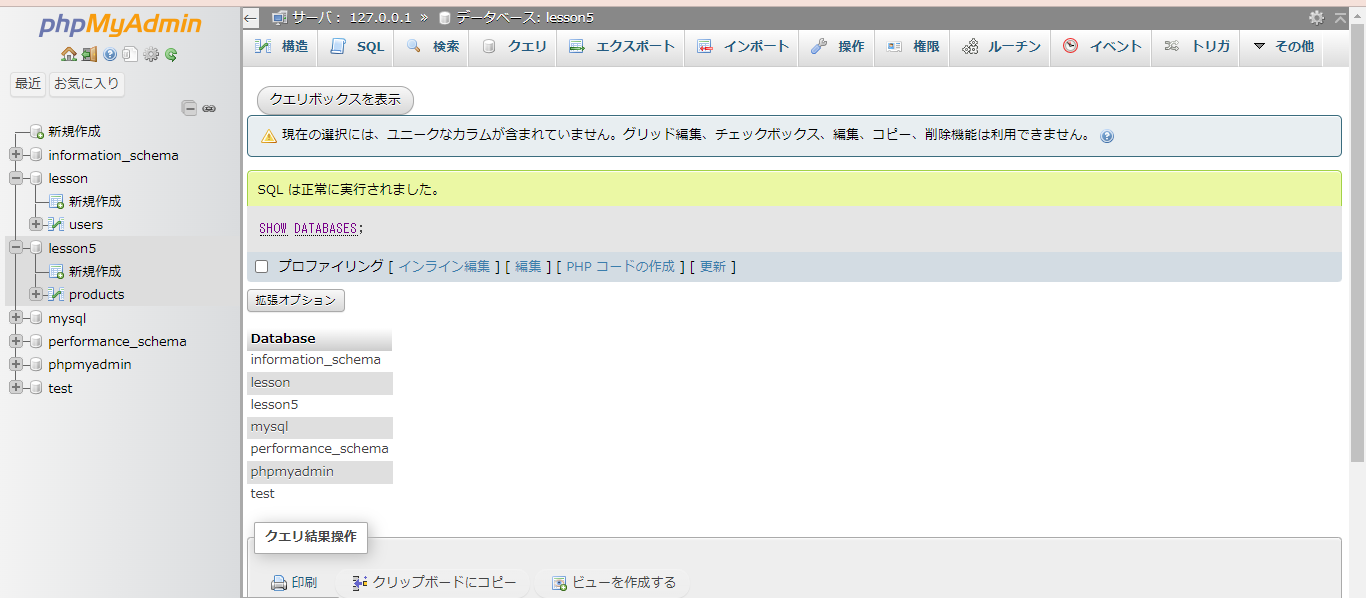 phpMyAdmin
最近 お気に入り
新規作成
information_schema
lesson
新規作成
users
lesson5
新規作成
products
mysql
performance_schema
phpmyadmin
test
サーバ: 127.0.0.1 » データベース: lesson5
構造 SQL 検索 クエリ エクスポート インポート 操作 権限 ルーチン イベント トリガ その他
クエリボックスを表示
現在の選択には、ユニークなカラムが含まれていません。グリッド編集、チェックボックス、編集、コピー、削除機能は利用できません。
SQL は正常に実行されました。
SHOW DATABASES;
プロファイリング [ インライン編集 ] [ 編集 ] [ PHP コードの作成 ] [ 更新 ]
拡張オプション
Database
information_schema
lesson
lesson5
mysql
performance_schema
phpmyadmin
test
クエリ結果操作
印刷 クリップボードにコピー ビューを作成する